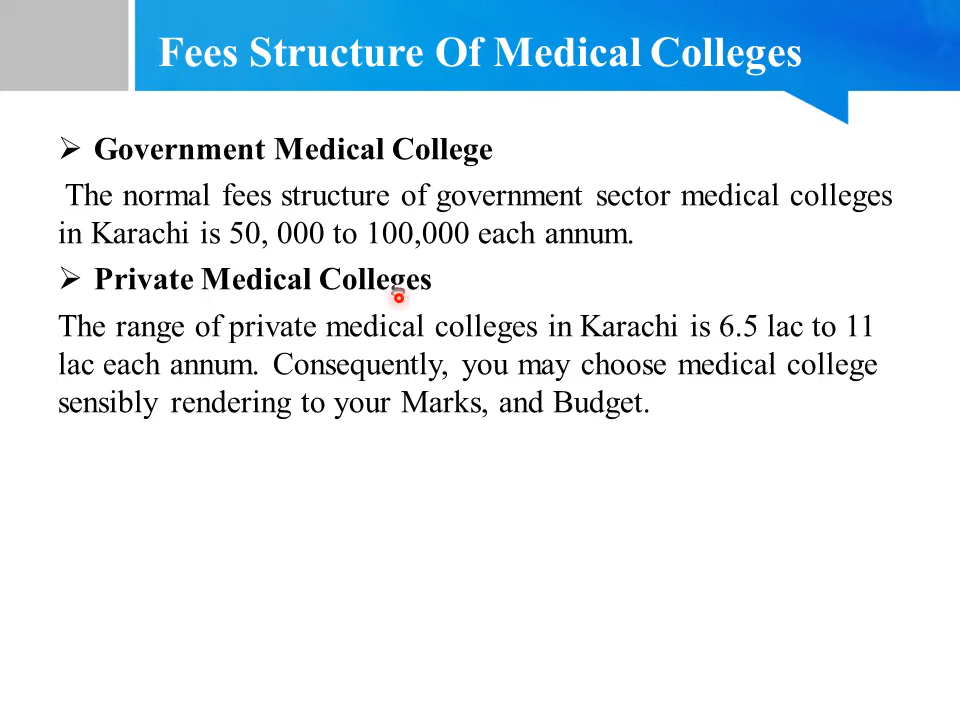 Fees Structure Of Medical Colleges
Government Medical College
The normal fees structure of government sector medical colleges
in Karachi is 50, 000 to 100,000 each annum.
Private Medical Colleges
The range of private medical colleges in Karachi is 6.5 lac to 11
lac each annum. Consequently, you may choose medical college
sensibly rendering to your Marks, and Budget.